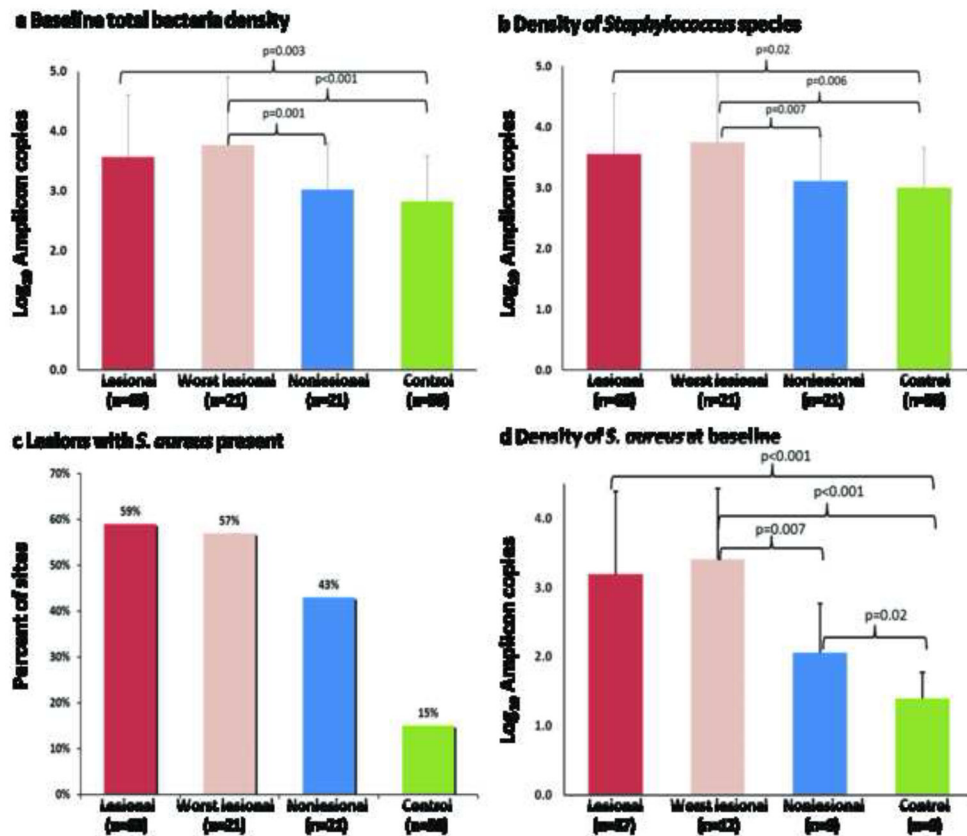 a Baseline total bacteria density
p=0.003
p<0.001
p=0.001
5.0
4.0
3.0
2.0
1.0
0.0
Log10 Amplicon copies
Lesional Worst lesional Nonlesional Control
(n=21) (n=21)
b Density of Staphylococcus species
p=0.02
p=0.006
p=0.007
5.0
4.0
3.0
2.0
1.0
0.0
Log10 Amplicon copies
Lesional Worst lesional Nonlesional Control
(n=21) (n=21)
c Lesions with S. aureus present
70%
60%
50%
40%
30%
20%
10%
0%
Percent of sites
59%
57%
43%
15%
Lesional Worst lesional Nonlesional Control
(n=21) (n=21)
d Density of S. aureus at baseline
p<0.001
p<0.001
p=0.007
p=0.02
4.0
3.0
2.0
1.0
0.0
Log10 Amplicon copies
Lesional Worst lesional Nonlesional Control
(n=12) (n=9)